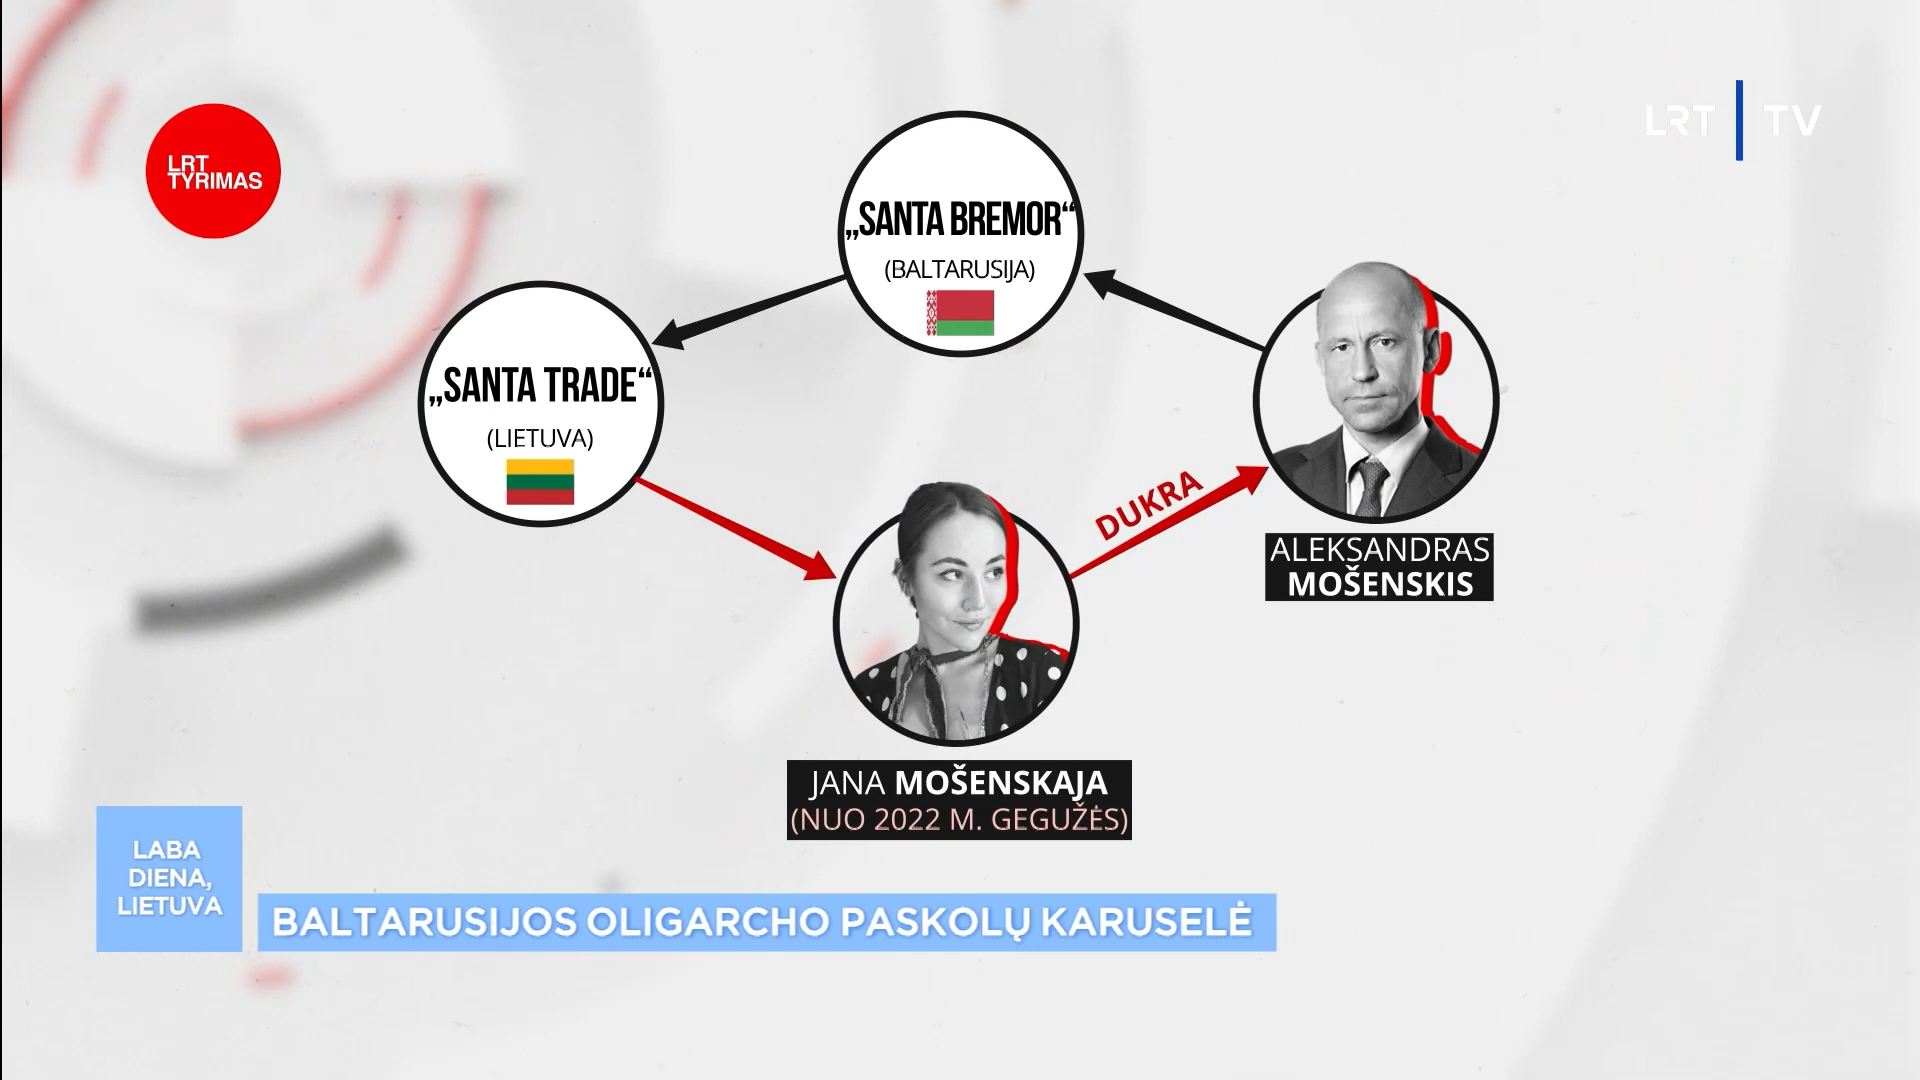 LRT
TYRIMAS
LRT TV
„SANTA BREMOR“
(BALTARUSIJA)
„SANTA TRADE“
(LIETUVA)
DUKRA
ALEKSANDRAS
MOŠENSKIS
JANA MOŠENSKAJA
(NUO 2022 M. GEGUŽĖS)
LABA
DIENA,
LIETUVA
BALTARUSIJOS OLIGARCHO PASKOLŲ KARUSELĖ